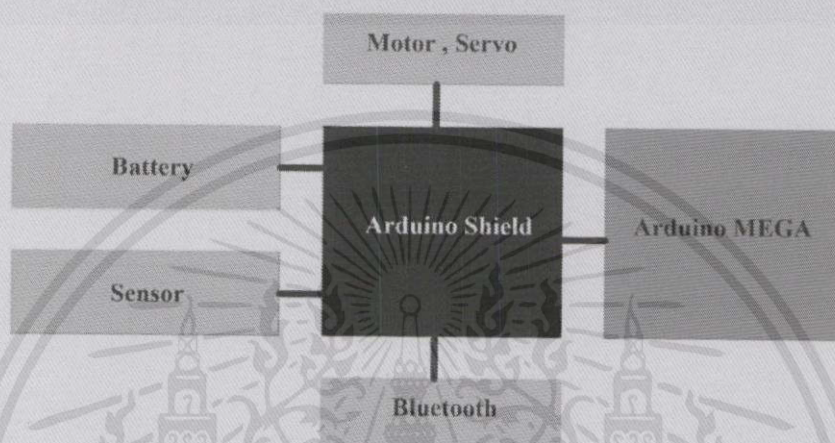 Motor , Servo
Battery
Arduino Shield
Arduino MEGA
Sensor
Bluetooth